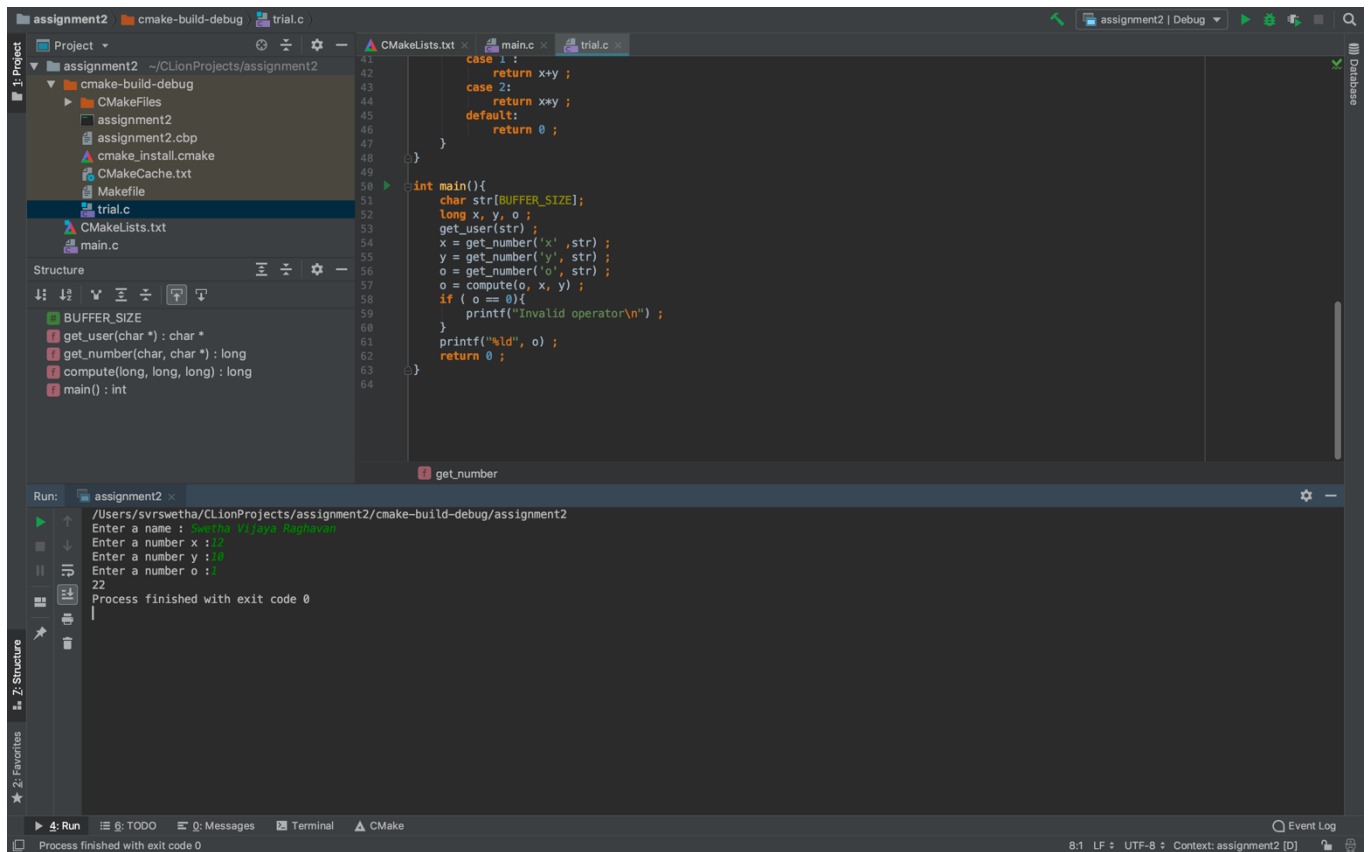 assignment2 cmake-build-debug trial.c
assignment2 | Debug
1: Project
Project
CMakeLists.txt main.c trial.c
Database
assignment2 ~/CLionProjects/assignment2
cmake-build-debug
CMakeFiles
assignment2
assignment2.cbp
cmake_install.cmake
CMakeCache.txt
Makefile
trial.c
CMakeLists.txt
main.c
Structure
BUFFER_SIZE
get_user(char *) : char *
get_number(char, char *) : long
compute(long, long, long) : long
main() : int
41 case 1 :
42 return x+y ;
43 case 2:
44 return x*y ;
45 default:
46 return 0 ;
47 }
48 }
49
50 int main(){
51 char str[BUFFER_SIZE];
52 long x, y, o ;
53 get_user(str) ;
54 x = get_number('x' ,str) ;
55 y = get_number('y', str) ;
56 o = get_number('o', str) ;
57 o = compute(o, x, y) ;
58 if ( o == 0){
59 printf("Invalid operator\n") ;
60 }
61 printf("%ld", o) ;
62 return 0 ;
63 }
64
f get_number
Run: assignment2
/Users/svrswetha/CLionProjects/assignment2/cmake-build-debug/assignment2
Enter a name : Swetha Vijaya Raghavan
Enter a number x :12
Enter a number y :10
Enter a number o :1
22
Process finished with exit code 0
7: Structure
2: Favorites
4: Run 6: TODO 0: Messages Terminal CMake Event Log
Process finished with exit code 0 8:1 LF UTF-8 Context: assignment2 [D]